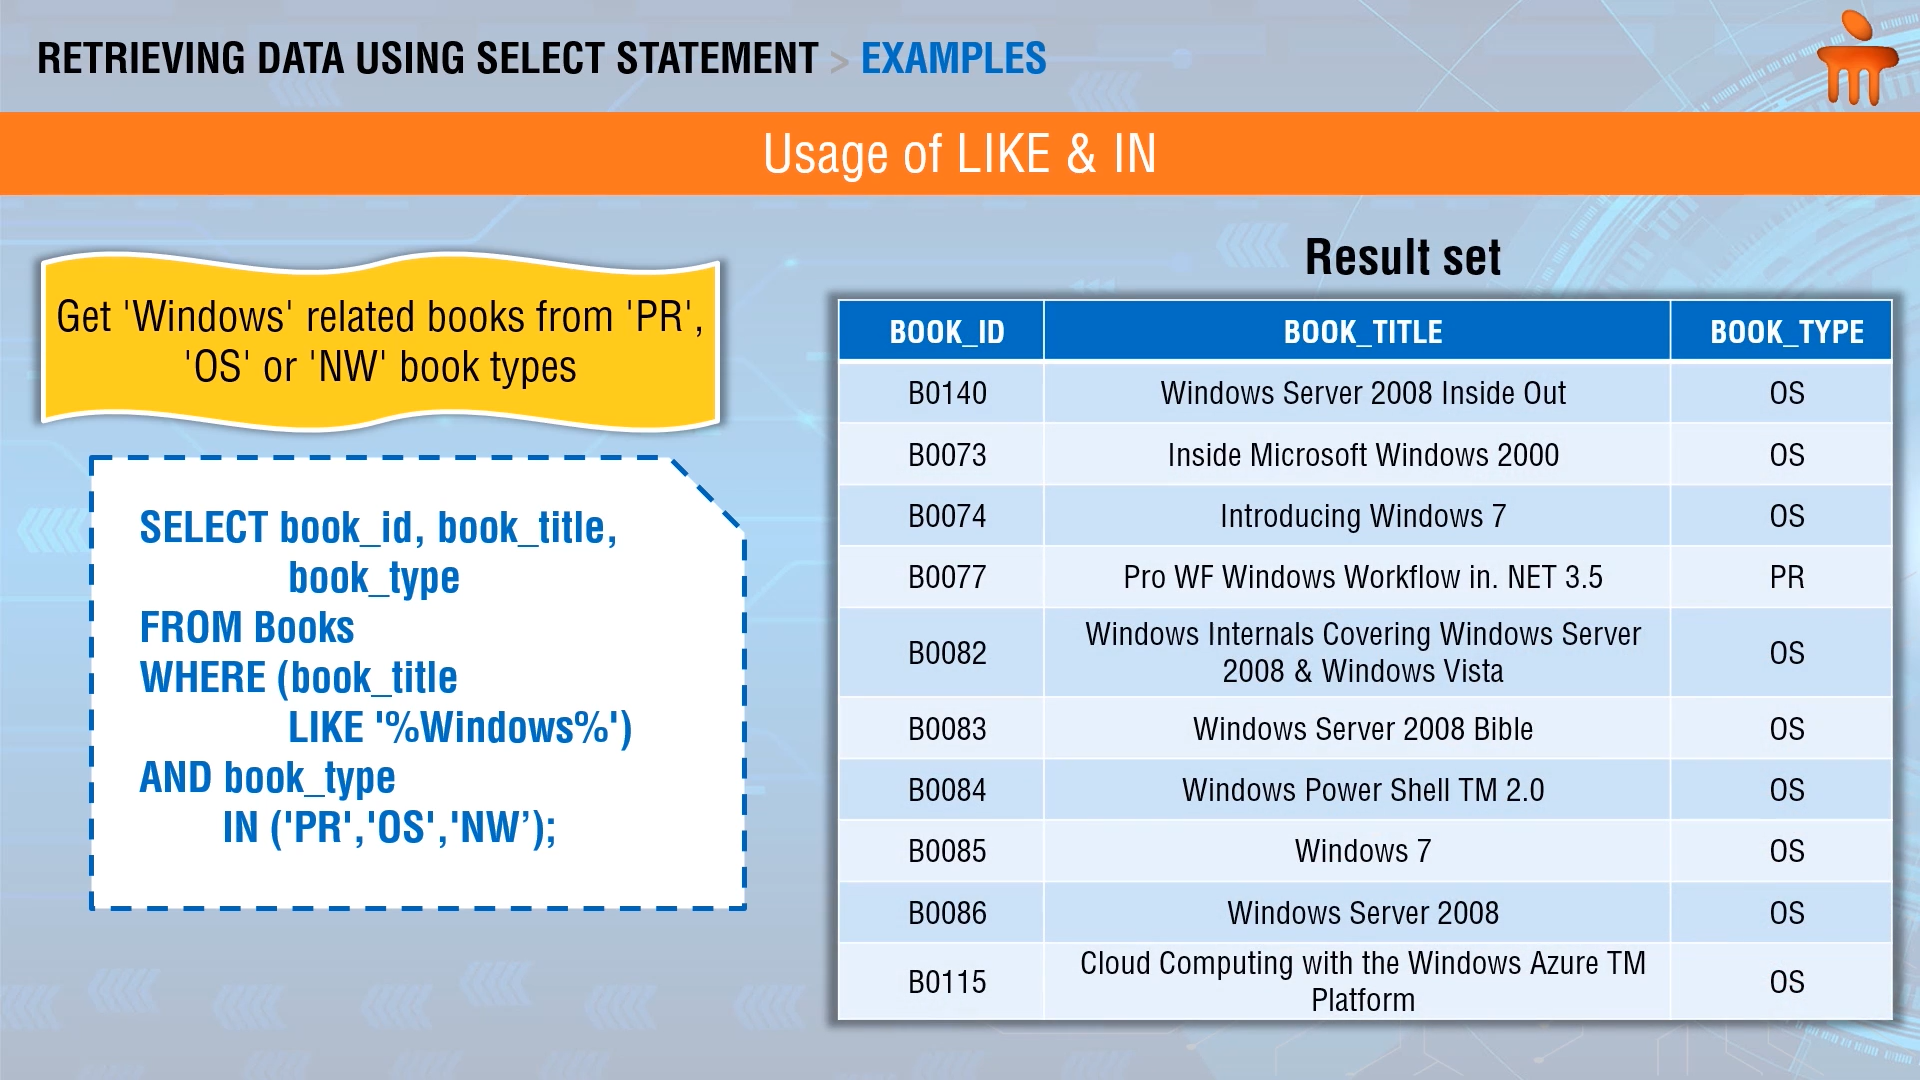 RETRIEVING DATA USING SELECT STATEMENT > EXAMPLES
Usage of LIKE & IN
Get 'Windows' related books from 'PR',
'OS' or 'NW' book types
SELECT book_id, book_title,
book_type
FROM Books
WHERE (book_title
LIKE '%Windows%')
AND book_type
IN ('PR','OS','NW’);
Result set
BOOK_ID BOOK_TITLE BOOK_TYPE
B0140 Windows Server 2008 Inside Out OS
B0073 Inside Microsoft Windows 2000 OS
B0074 Introducing Windows 7 OS
B0077 Pro WF Windows Workflow in. NET 3.5 PR
B0082 Windows Internals Covering Windows Server
2008 & Windows Vista OS
B0083 Windows Server 2008 Bible OS
B0084 Windows Power Shell TM 2.0 OS
B0085 Windows 7 OS
B0086 Windows Server 2008 OS
B0115 Cloud Computing with the Windows Azure TM
Platform OS